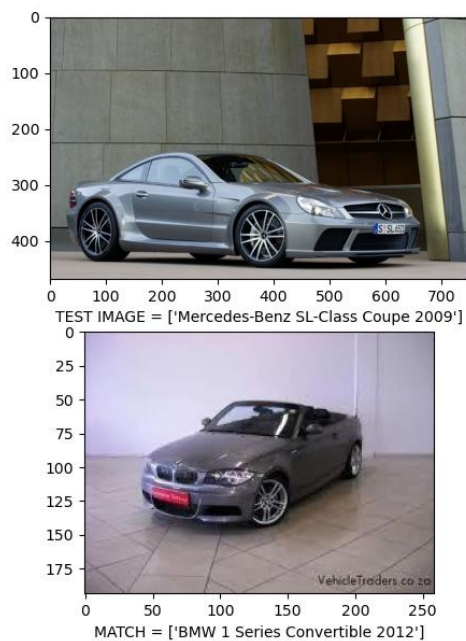 0
100
200
300
400
S SL 6521
0 100 200 300 400 500 600 700
TEST IMAGE = ['Mercedes-Benz SL-Class Coupe 2009']
0
25
50
75
100
125
150
175
VehicleTraders.co.za
0 50 100 150 200 250
MATCH = ['BMW 1 Series Convertible 2012']